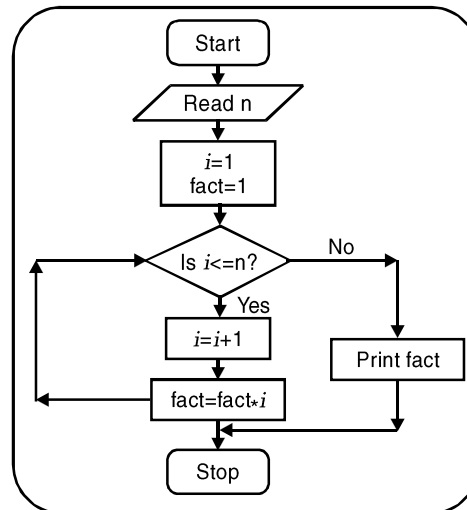 Start
Read n
i=1
fact=1
Is i<=n?
No
Yes
i=i+1
Print fact
fact=fact*i
Stop